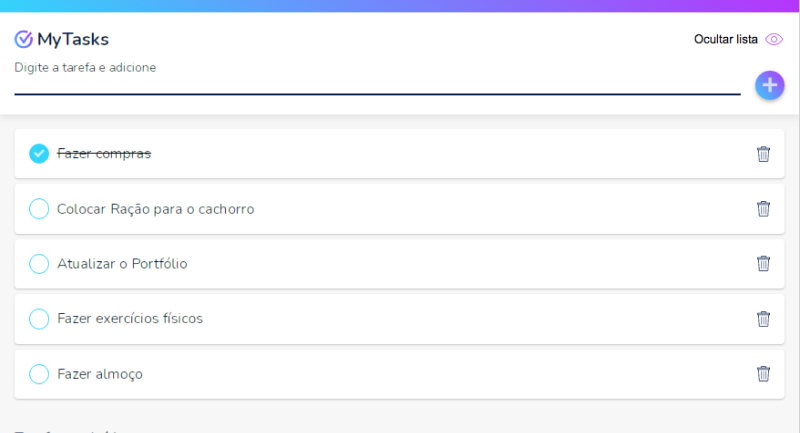 MyTasks
Ocultar lista
Digite a tarefa e adicione
Fazer compras
Colocar Ração para o cachorro
Atualizar o Portfólio
Fazer exercícios físicos
Fazer almoço